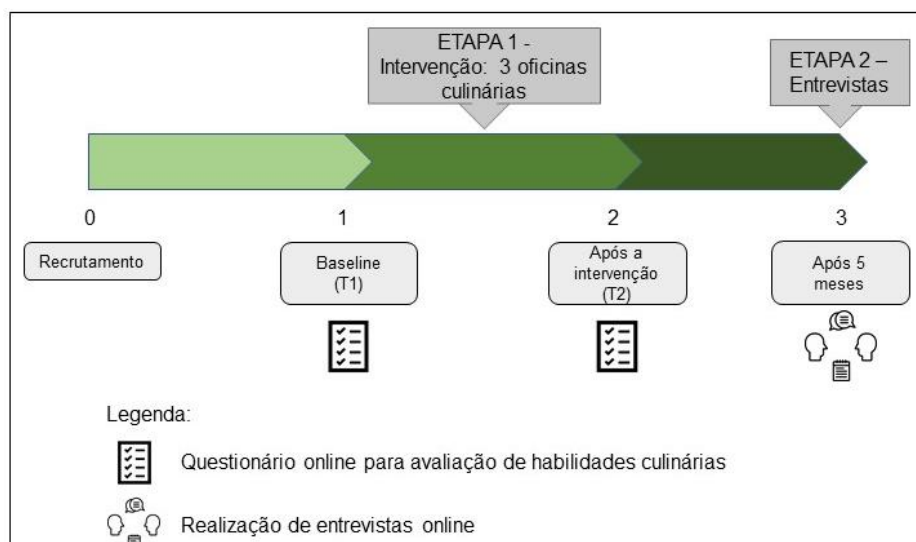 ETAPA 1 -
Intervenção: 3 oficinas
culinárias
ETAPA 2 –
Entrevistas
0
1
2
3
Recrutamento
Baseline
(T1)
Após a
intervenção
(T2)
Após 5
meses
Legenda:
Questionário online para avaliação de habilidades culinárias
Realização de entrevistas online